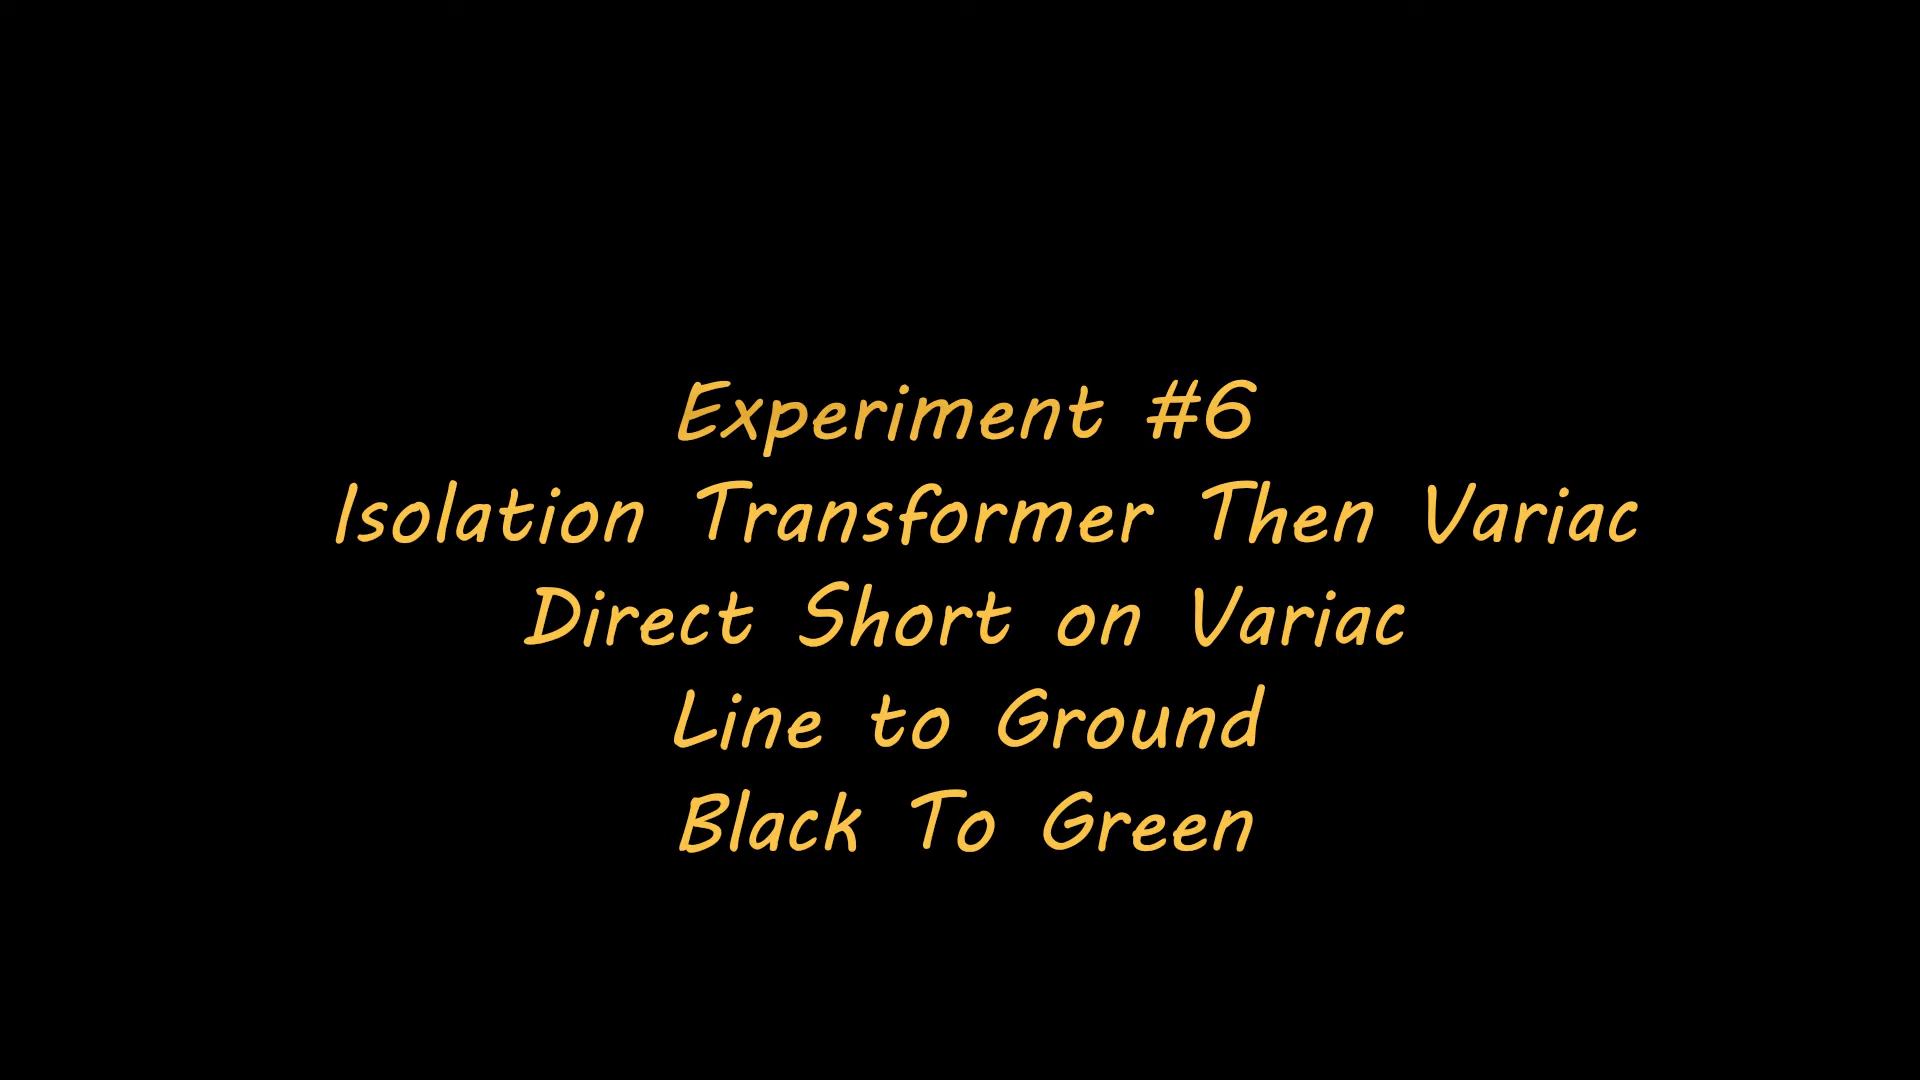 Experiment #6
Isolation Transformer Then Variac
Direct Short on Variac
Line to Ground
Black To Green